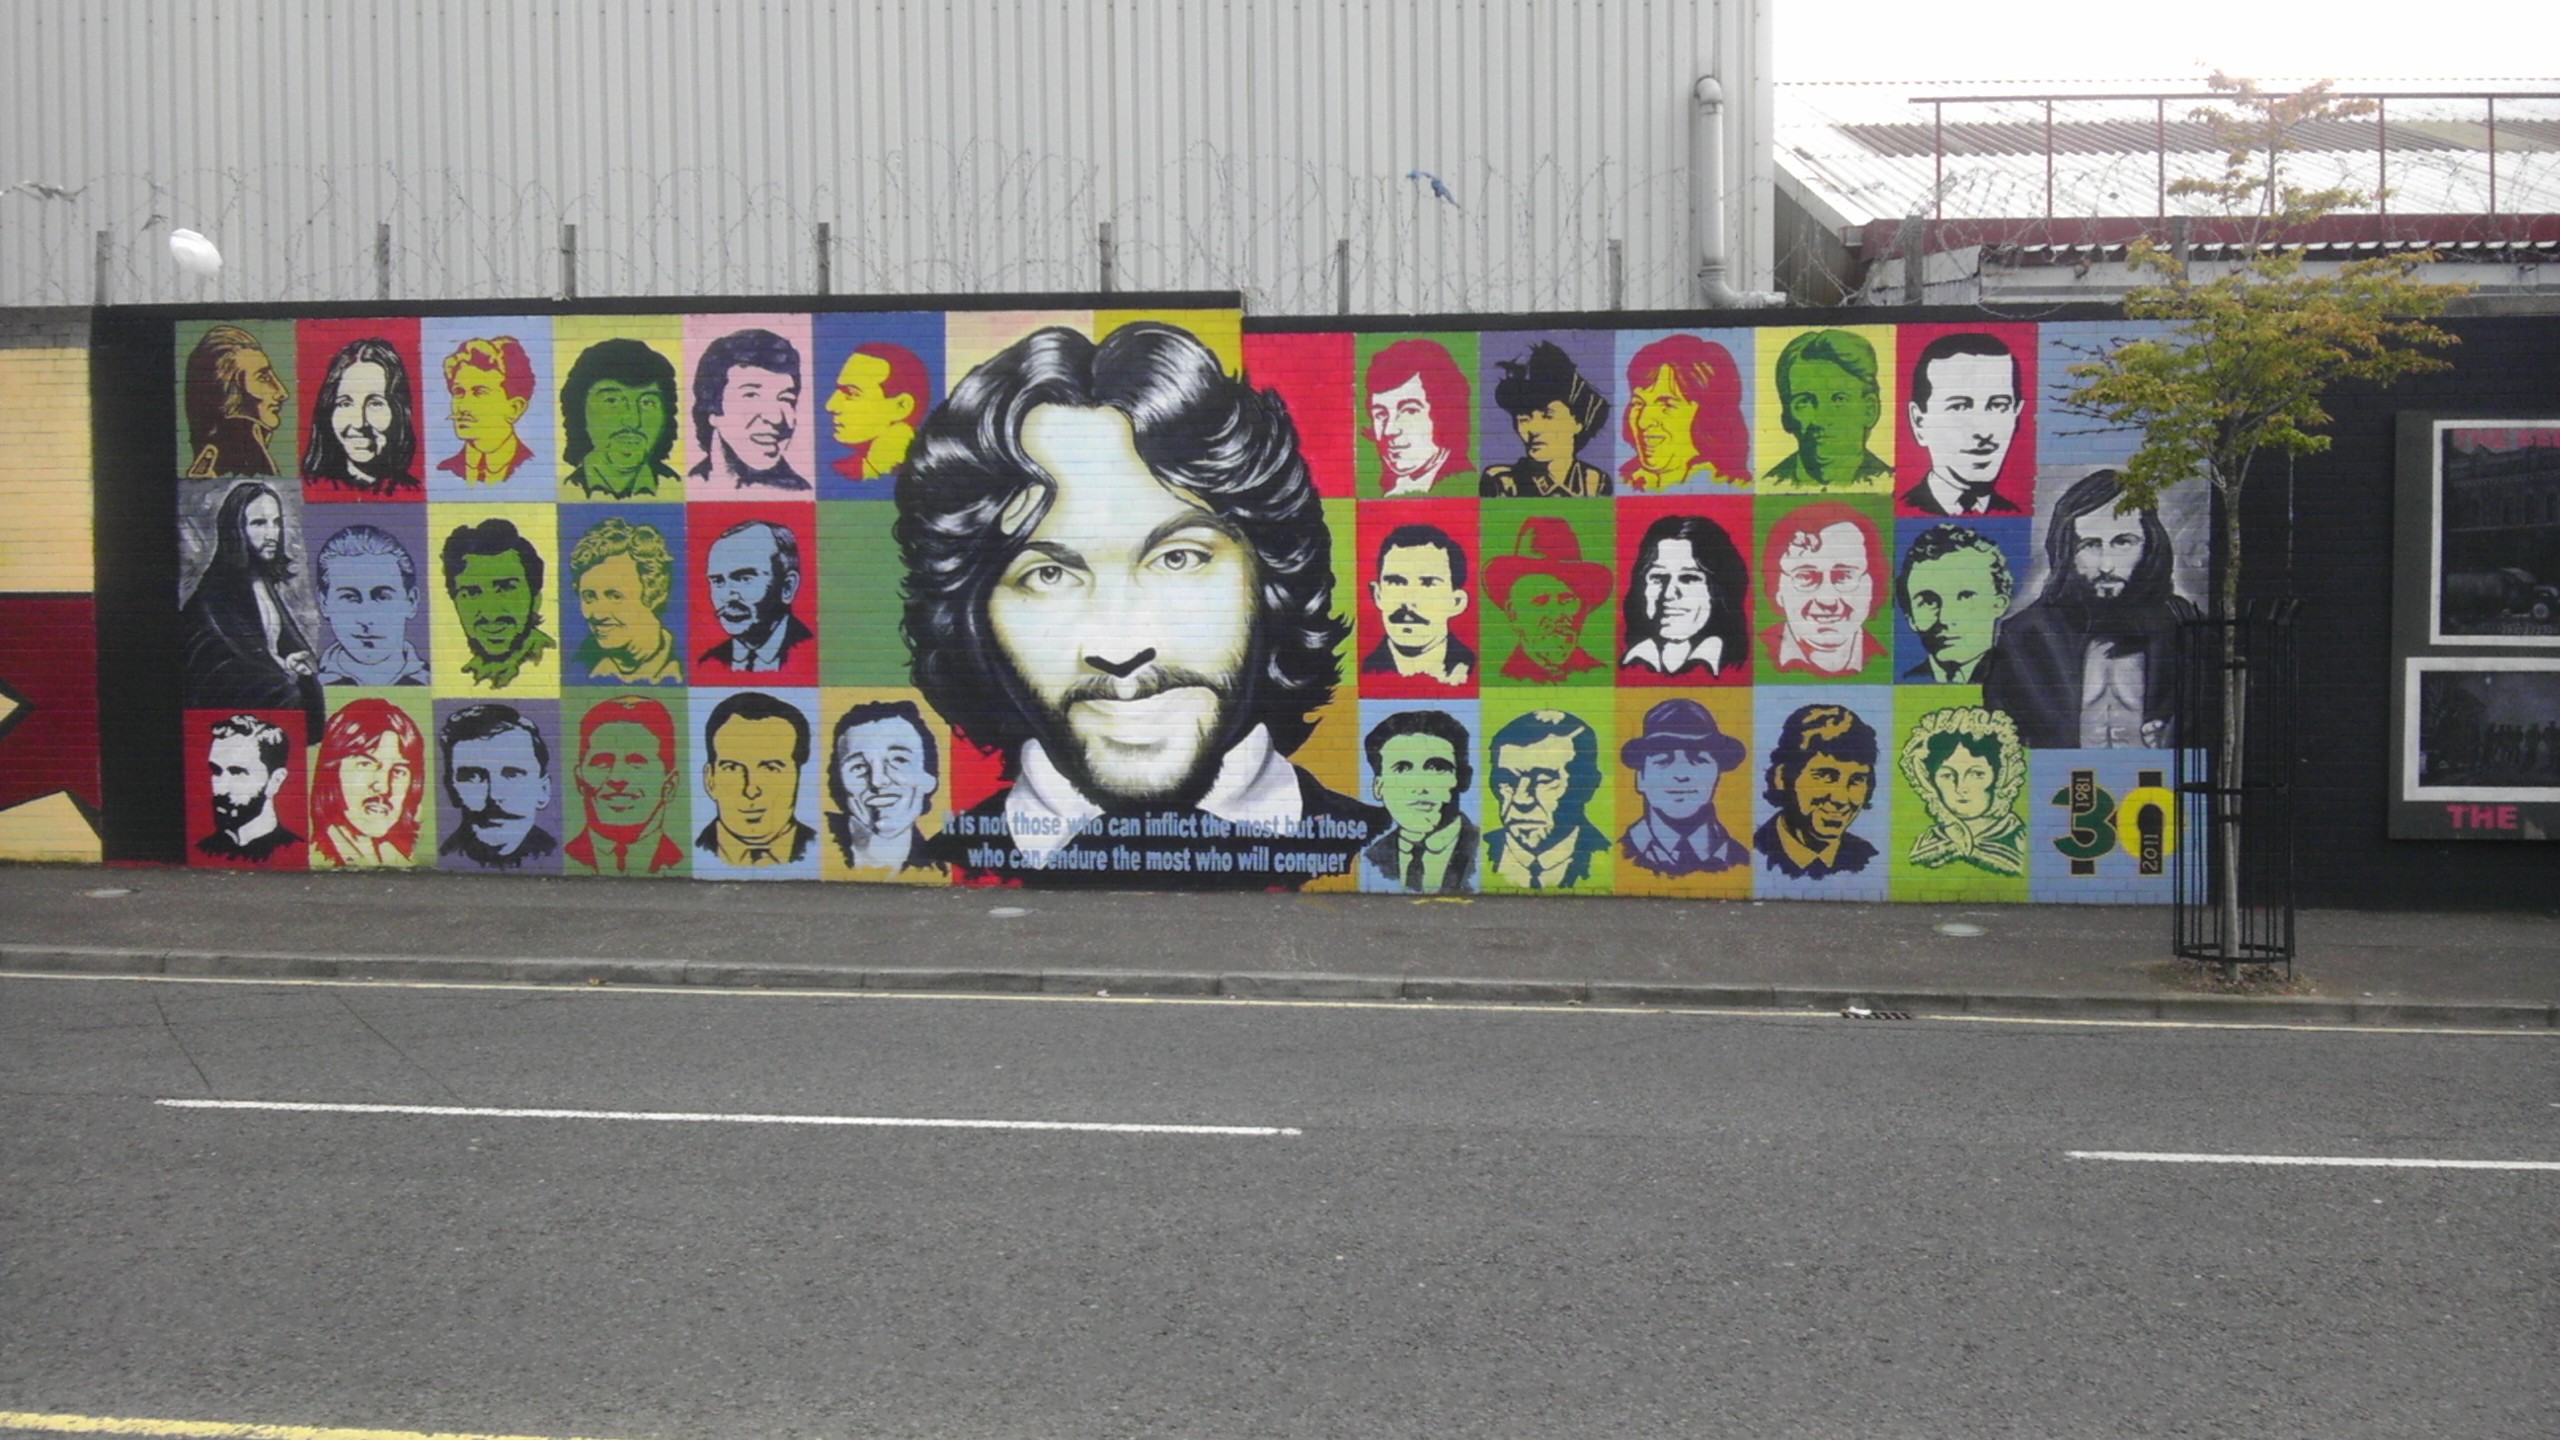 It is not those who can inflict the most but those
who can endure the most who will conquer
30
1981
2011
THE
THE